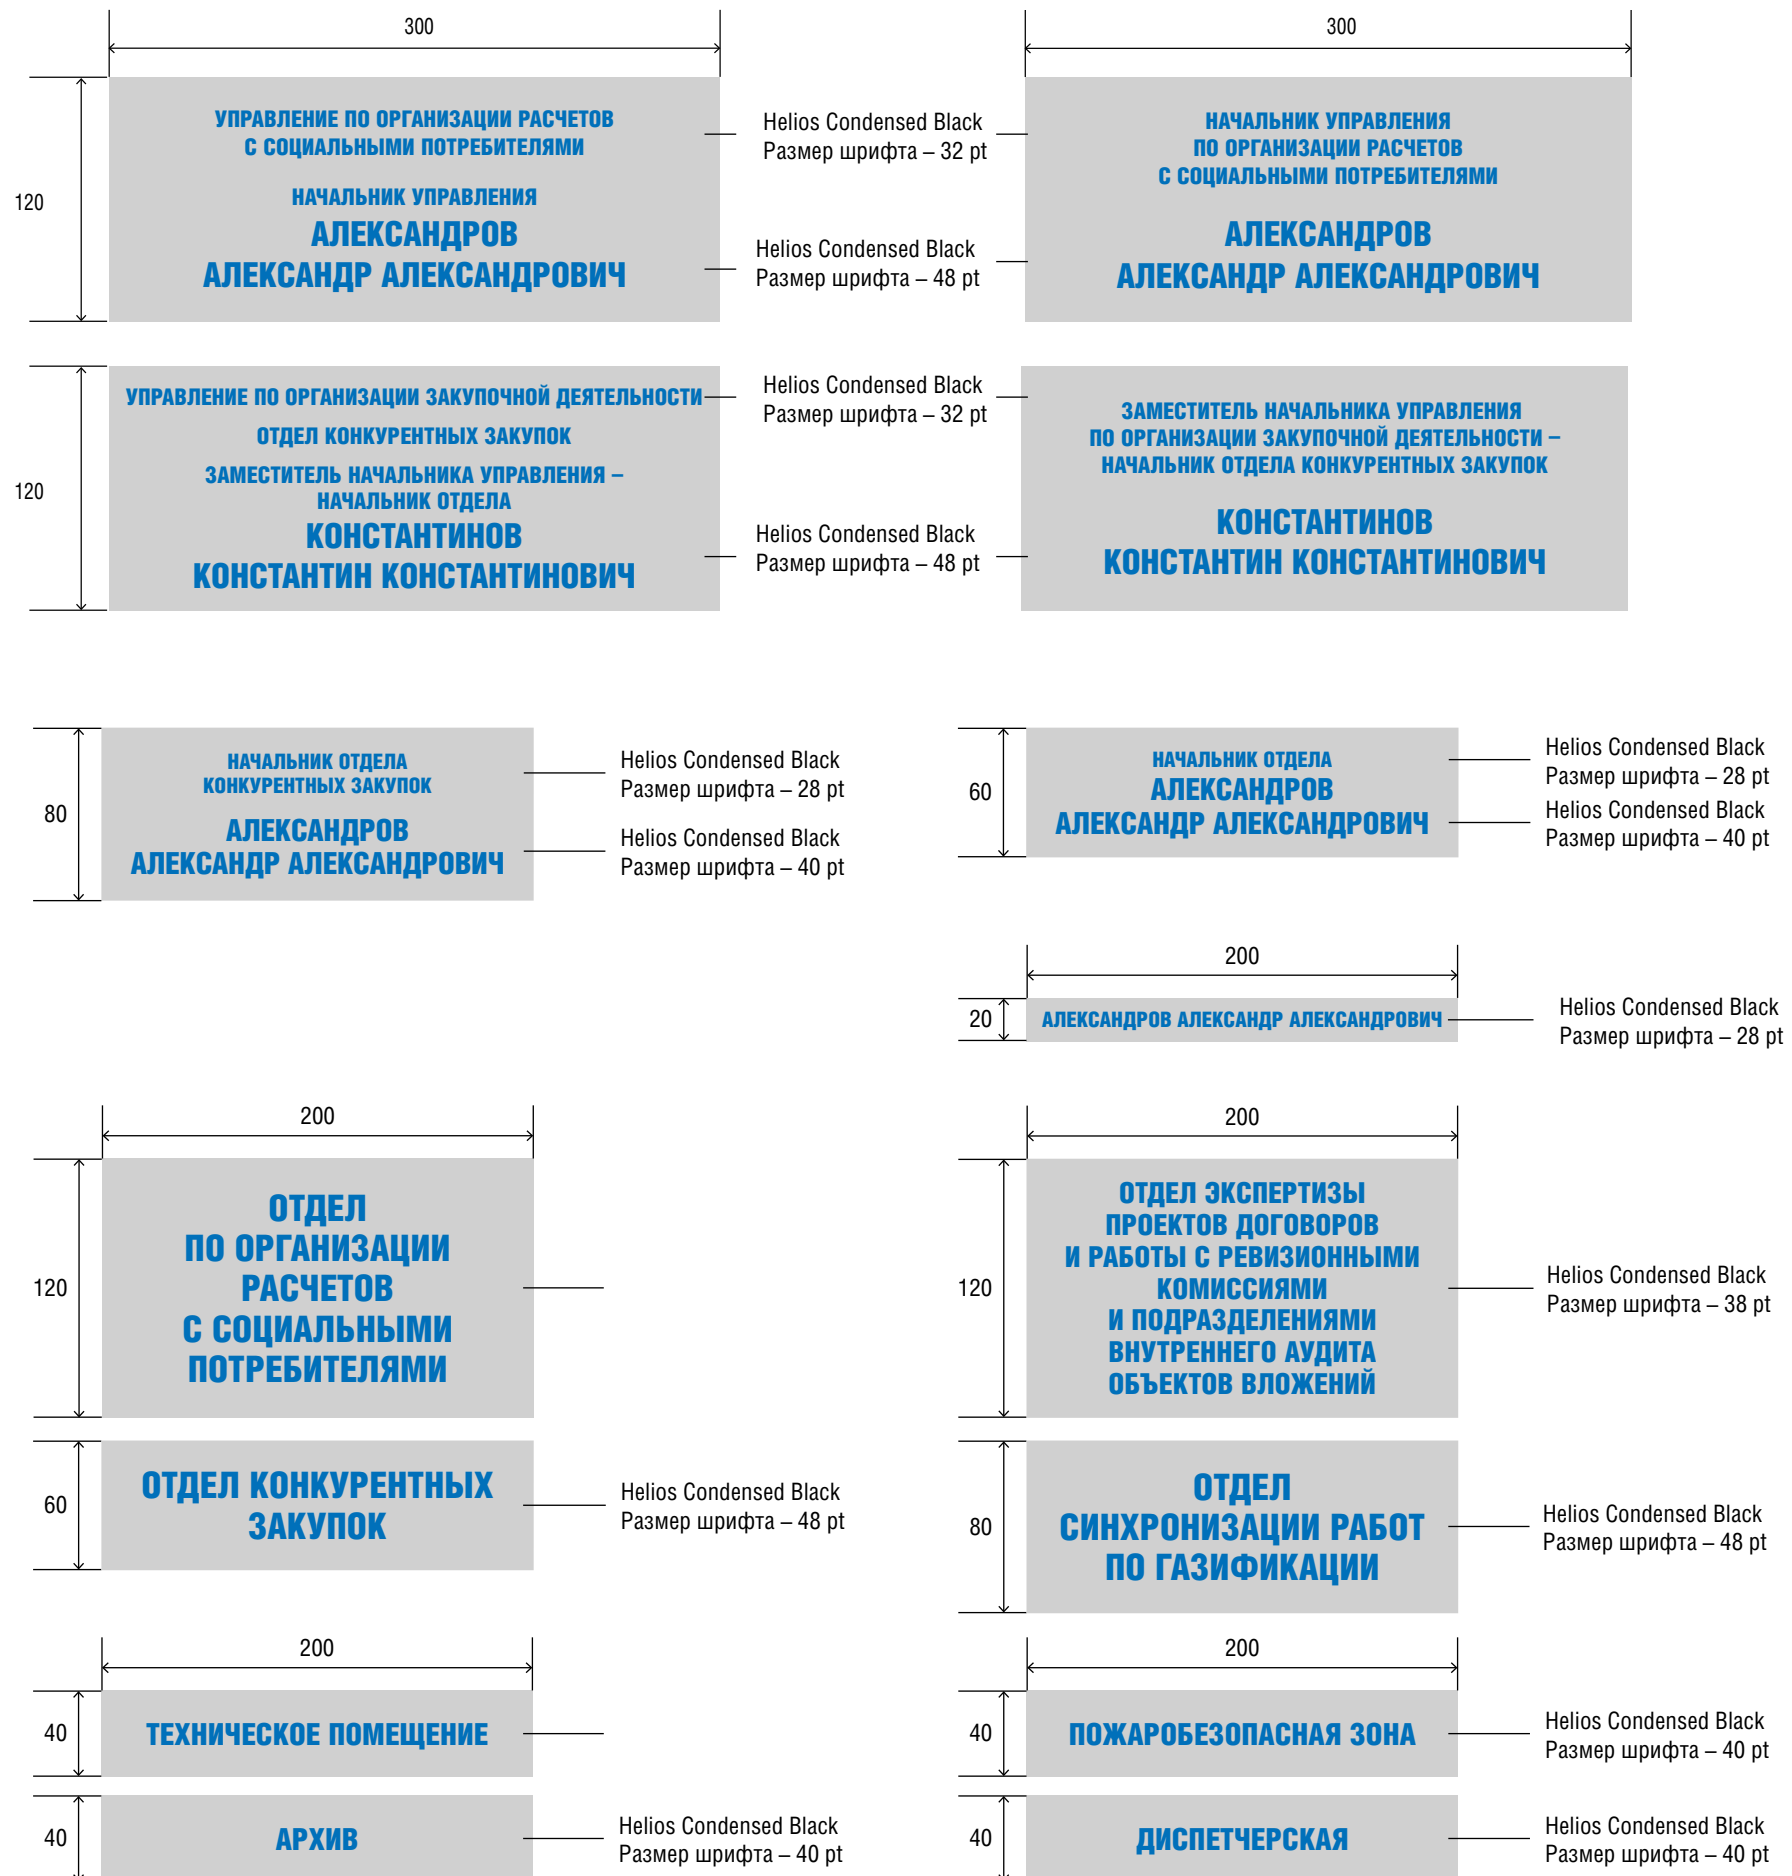 300
300
120
УПРАВЛЕНИЕ ПО ОРГАНИЗАЦИИ РАСЧЕТОВ
С СОЦИАЛЬНЫМИ ПОТРЕБИТЕЛЯМИ
НАЧАЛЬНИК УПРАВЛЕНИЯ
АЛЕКСАНДРОВ
АЛЕКСАНДР АЛЕКСАНДРОВИЧ
Helios Condensed Black
Размер шрифта – 32 pt
Helios Condensed Black
Размер шрифта – 48 pt
НАЧАЛЬНИК УПРАВЛЕНИЯ
ПО ОРГАНИЗАЦИИ РАСЧЕТОВ
С СОЦИАЛЬНЫМИ ПОТРЕБИТЕЛЯМИ
АЛЕКСАНДРОВ
АЛЕКСАНДР АЛЕКСАНДРОВИЧ
120
УПРАВЛЕНИЕ ПО ОРГАНИЗАЦИИ ЗАКУПОЧНОЙ ДЕЯТЕЛЬНОСТИ
ОТДЕЛ КОНКУРЕНТНЫХ ЗАКУПОК
ЗАМЕСТИТЕЛЬ НАЧАЛЬНИКА УПРАВЛЕНИЯ –
НАЧАЛЬНИК ОТДЕЛА
КОНСТАНТИНОВ
КОНСТАНТИН КОНСТАНТИНОВИЧ
Helios Condensed Black
Размер шрифта – 32 pt
Helios Condensed Black
Размер шрифта – 48 pt
ЗАМЕСТИТЕЛЬ НАЧАЛЬНИКА УПРАВЛЕНИЯ
ПО ОРГАНИЗАЦИИ ЗАКУПОЧНОЙ ДЕЯТЕЛЬНОСТИ –
НАЧАЛЬНИК ОТДЕЛА КОНКУРЕНТНЫХ ЗАКУПОК
КОНСТАНТИНОВ
КОНСТАНТИН КОНСТАНТИНОВИЧ
80
НАЧАЛЬНИК ОТДЕЛА
КОНКУРЕНТНЫХ ЗАКУПОК
АЛЕКСАНДРОВ
АЛЕКСАНДР АЛЕКСАНДРОВИЧ
Helios Condensed Black
Размер шрифта – 28 pt
Helios Condensed Black
Размер шрифта – 40 pt
60
НАЧАЛЬНИК ОТДЕЛА
АЛЕКСАНДРОВ
АЛЕКСАНДР АЛЕКСАНДРОВИЧ
Helios Condensed Black
Размер шрифта – 28 pt
Helios Condensed Black
Размер шрифта – 40 pt
200
20
АЛЕКСАНДРОВ АЛЕКСАНДР АЛЕКСАНДРОВИЧ
Helios Condensed Black
Размер шрифта – 28 pt
200
120
ОТДЕЛ
ПО ОРГАНИЗАЦИИ
РАСЧЕТОВ
С СОЦИАЛЬНЫМИ
ПОТРЕБИТЕЛЯМИ
200
120
ОТДЕЛ ЭКСПЕРТИЗЫ
ПРОЕКТОВ ДОГОВОРОВ
И РАБОТЫ С РЕВИЗИОННЫМИ
КОМИССИЯМИ
И ПОДРАЗДЕЛЕНИЯМИ
ВНУТРЕННЕГО АУДИТА
ОБЪЕКТОВ ВЛОЖЕНИЙ
Helios Condensed Black
Размер шрифта – 38 pt
60
ОТДЕЛ КОНКУРЕНТНЫХ
ЗАКУПОК
Helios Condensed Black
Размер шрифта – 48 pt
80
ОТДЕЛ
СИНХРОНИЗАЦИИ РАБОТ
ПО ГАЗИФИКАЦИИ
Helios Condensed Black
Размер шрифта – 48 pt
200
40
ТЕХНИЧЕСКОЕ ПОМЕЩЕНИЕ
200
40
ПОЖАРОБЕЗОПАСНАЯ ЗОНА
Helios Condensed Black
Размер шрифта – 40 pt
40
АРХИВ
Helios Condensed Black
Размер шрифта – 40 pt
40
ДИСПЕТЧЕРСКАЯ
Helios Condensed Black
Размер шрифта – 40 pt